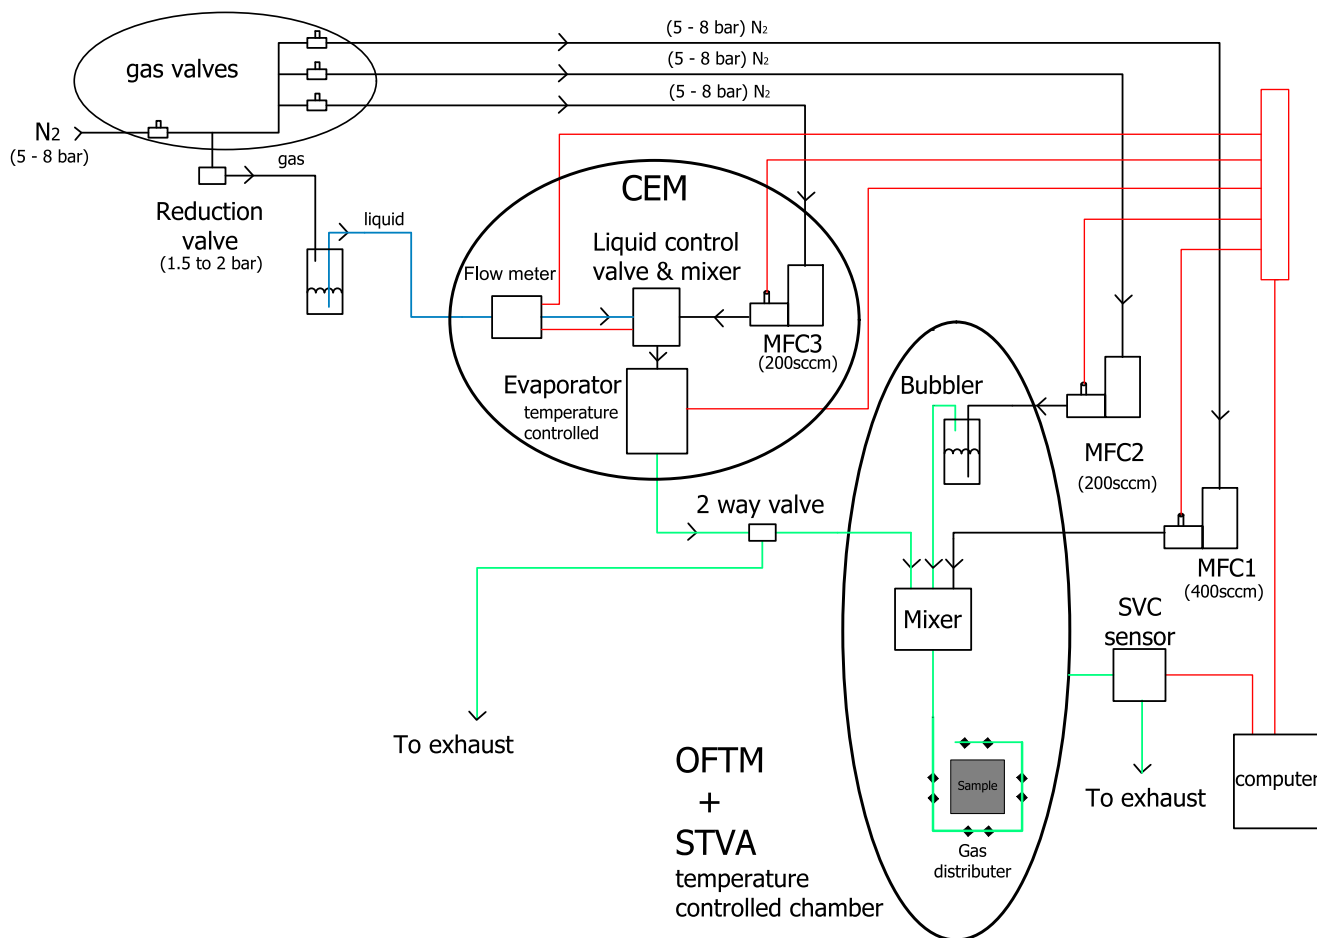 (5 - 8 bar) N2
(5 - 8 bar) N2
(5 - 8 bar) N2
gas valves
N2
(5 - 8 bar)
gas
Reduction
valve
(1.5 to 2 bar)
liquid
CEM
Liquid control
valve & mixer
Flow meter
MFC3
(200sccm)
Evaporator
temperature
controlled
Bubbler
MFC2
(200sccm)
2 way valve
MFC1
(400sccm)
Mixer
SVC
sensor
To exhaust
OFTM
+
STVA
temperature
controlled chamber
Sample
Gas
distributer
To exhaust
computer